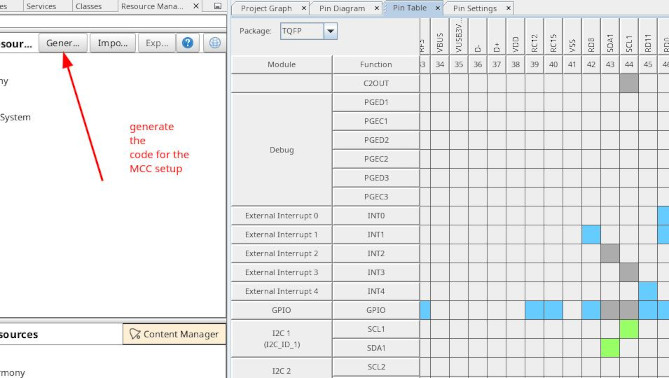 Services
Classes
Resource Mana...
Project Graph
Pin Diagram
Pin Table
Pin Settings
esour...
Gener...
Impo...
Exp...
?
ny
System
generate
the
code for the
MCC setup
sources
Content Manager
rmony
Package:
TQFP
VBUS
VUSB3V
D-
D+
VDD
RC12
RC15
VSS
RD8
SDA1
SCL1
RD11
Module
Function
33 34 35 36 37 38 39 40 41 42 43 44 45 46
C2OUT
Debug
PGED1
PGEC1
PGED2
PGEC2
PGED3
PGEC3
External Interrupt 0 INT0
External Interrupt 1 INT1
External Interrupt 2 INT2
External Interrupt 3 INT3
External Interrupt 4 INT4
GPIO GPIO
I2C 1
(I2C_ID_1)
SCL1
SDA1
I2C 2
SCL2